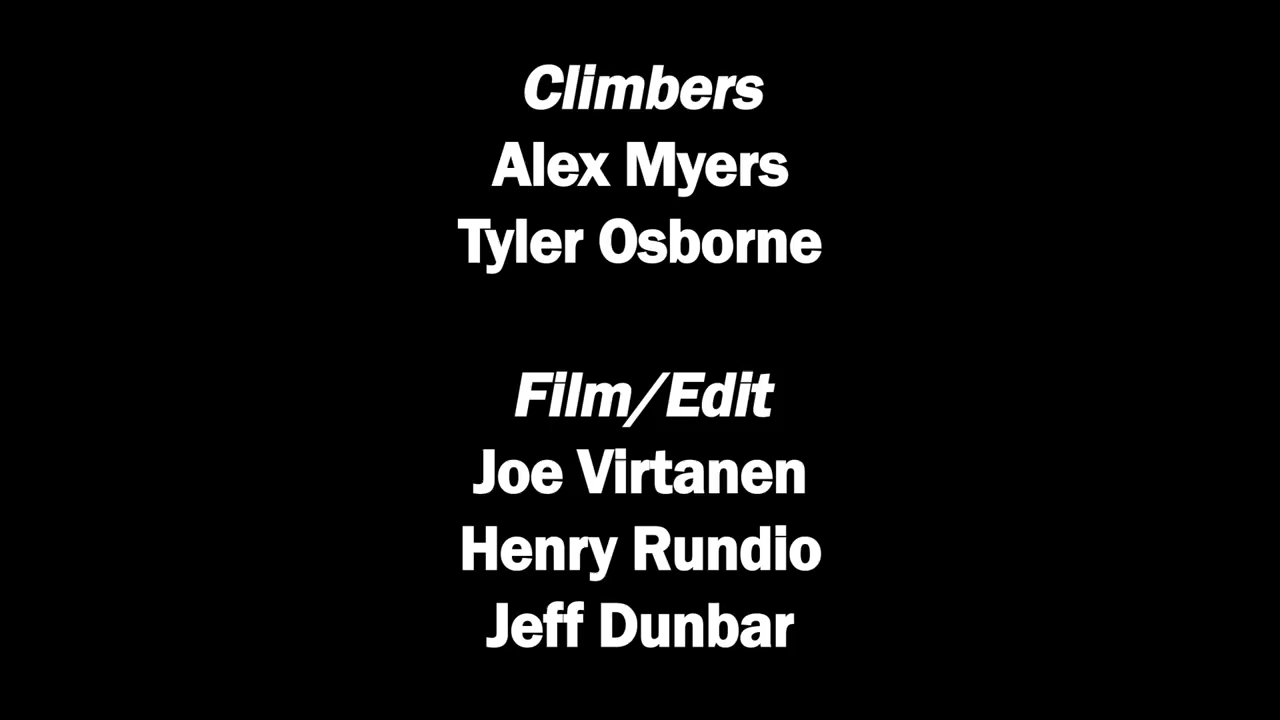 Climbers
Alex Myers
Tyler Osborne
Film/Edit
Joe Virtanen
Henry Rundio
Jeff Dunbar